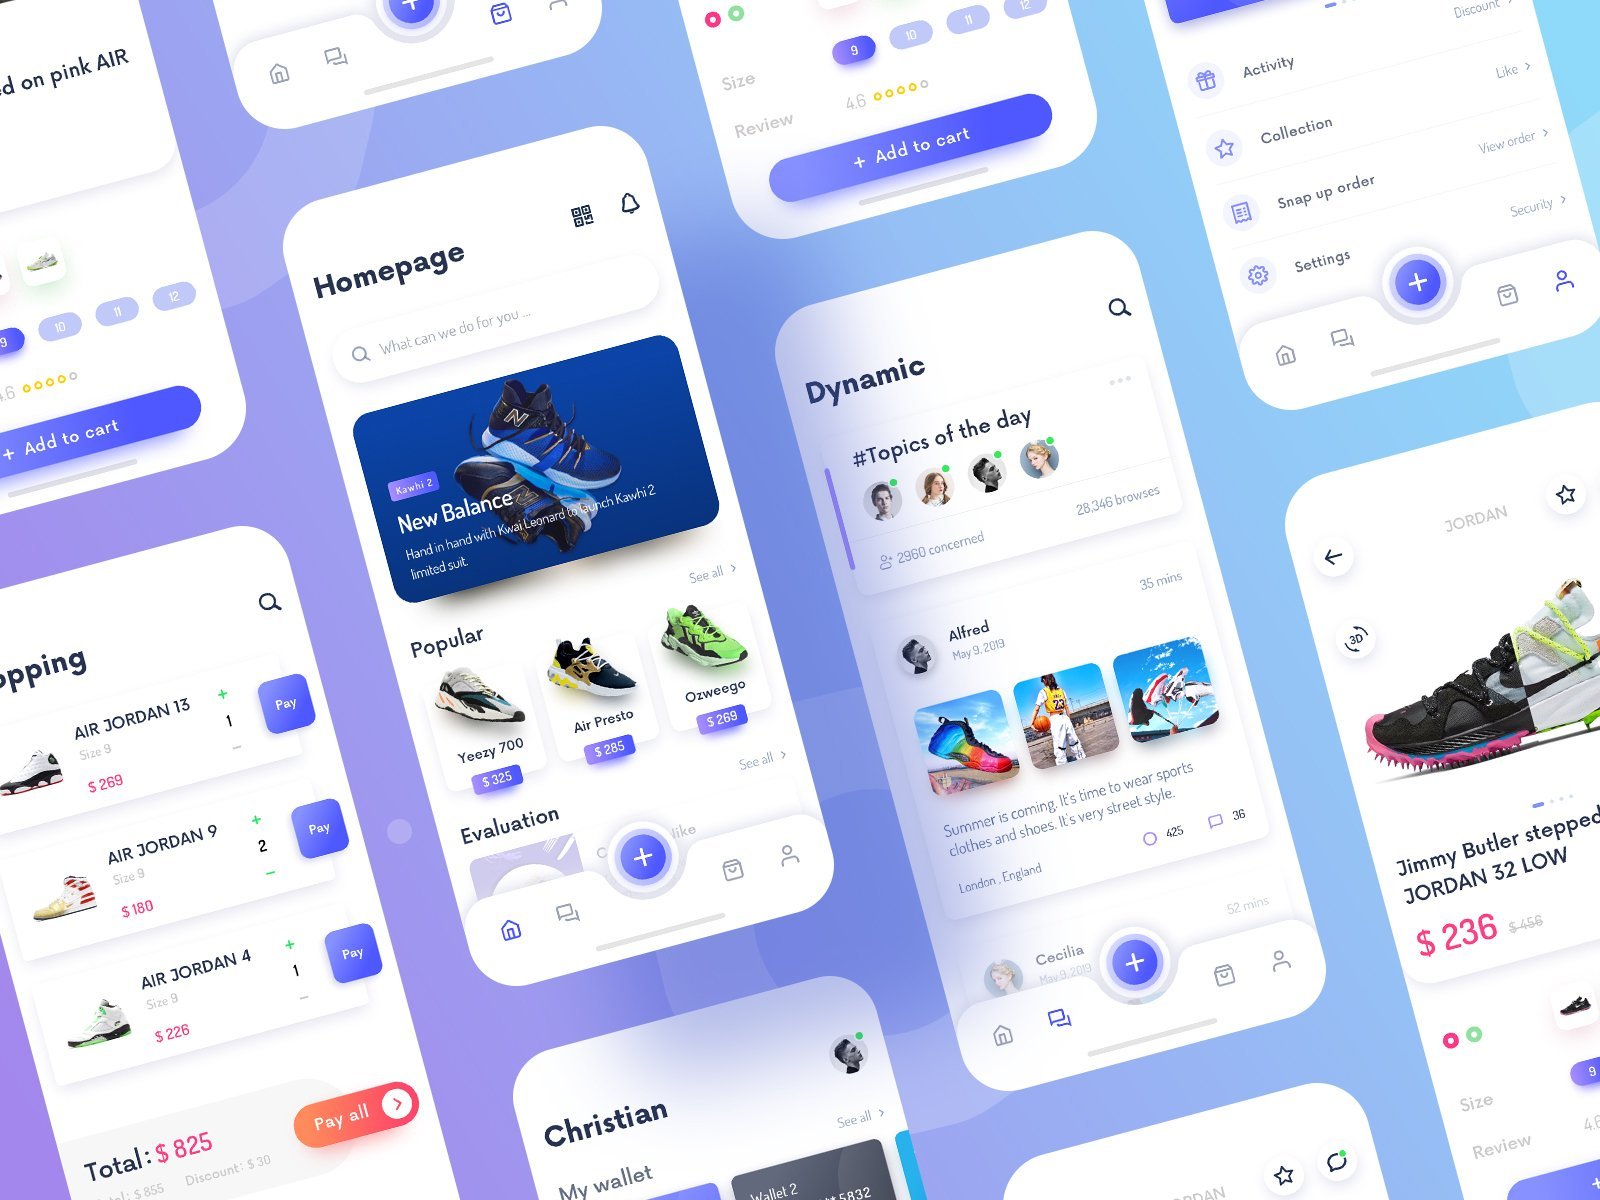 ed on pink AIR
9
10
11
12
4.6
+ Add to cart
opping
AIR JORDAN 13
Size 9
$ 269
+
1
−
Pay
AIR JORDAN 9
Size 9
$ 180
+
2
−
Pay
AIR JORDAN 4
Size 9
$ 226
+
1
−
Pay
Total: $ 825
$ 855
Discount: $ 30
Pay all
Homepage
What can we do for you ...
N
Kawhi 2
New Balance
Hand in hand with Kwai Leonard to launch Kawhi 2
limited suit.
See all
Popular
Yeezy 700
$ 325
Air Presto
$ 285
Ozweego
$ 269
See all
Evaluation
like
Christian
See all
My wallet
Wallet 2
5832
9
10
11
12
Size
4.6
Review
+ Add to cart
Dynamic
#Topics of the day
2960 concerned
28,346 browses
35 mins
Alfred
May 9, 2019
23
Summer is coming. It's time to wear sports
clothes and shoes. It's very street style.
425
36
London , England
52 mins
Cecilia
May 9, 2019
Discount
Activity
Like
Collection
View order
Snap up order
Security
Settings
JORDAN
3D
Jimmy Butler stepped
JORDAN 32 LOW
$ 236
$ 456
9
Size
4.6
Review
+
JORDAN